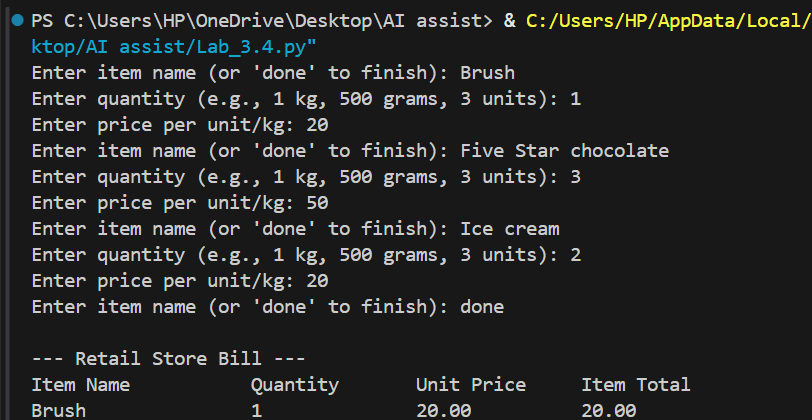 PS C:\Users\HP\OneDrive\Desktop\AI assist> & C:/Users/HP/AppData/Local/
ktop/AI assist/Lab_3.4.py"
Enter item name (or 'done' to finish): Brush
Enter quantity (e.g., 1 kg, 500 grams, 3 units): 1
Enter price per unit/kg: 20
Enter item name (or 'done' to finish): Five Star chocolate
Enter quantity (e.g., 1 kg, 500 grams, 3 units): 3
Enter price per unit/kg: 50
Enter item name (or 'done' to finish): Ice cream
Enter quantity (e.g., 1 kg, 500 grams, 3 units): 2
Enter price per unit/kg: 20
Enter item name (or 'done' to finish): done

--- Retail Store Bill ---
Item Name           Quantity       Unit Price     Item Total
Brush               1              20.00          20.00